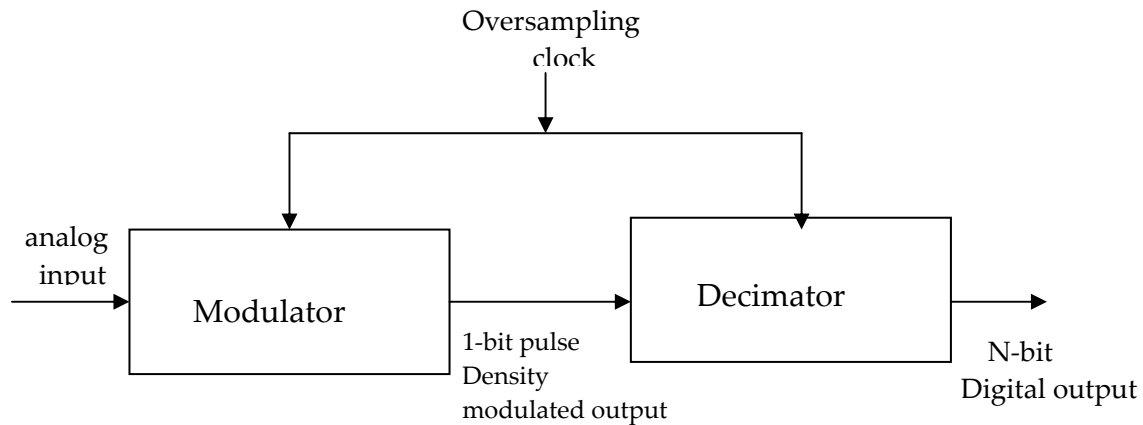 Oversampling
clock
analog
input
Modulator
Decimator
1-bit pulse
Density
modulated output
N-bit
Digital output